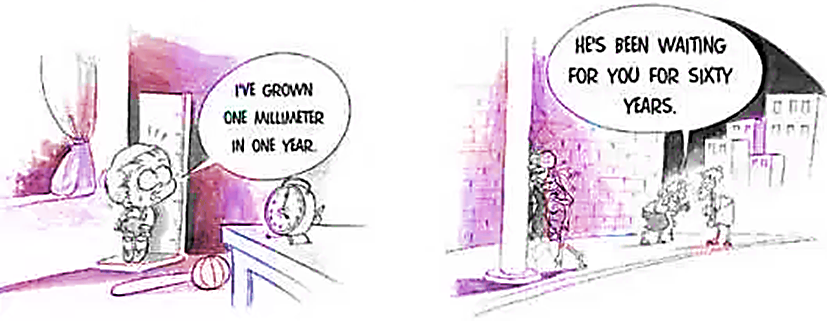 I'VE GROWN
ONE MILLIMETER
IN ONE YEAR.
HE'S BEEN WAITING
FOR YOU FOR SIXTY
YEARS.